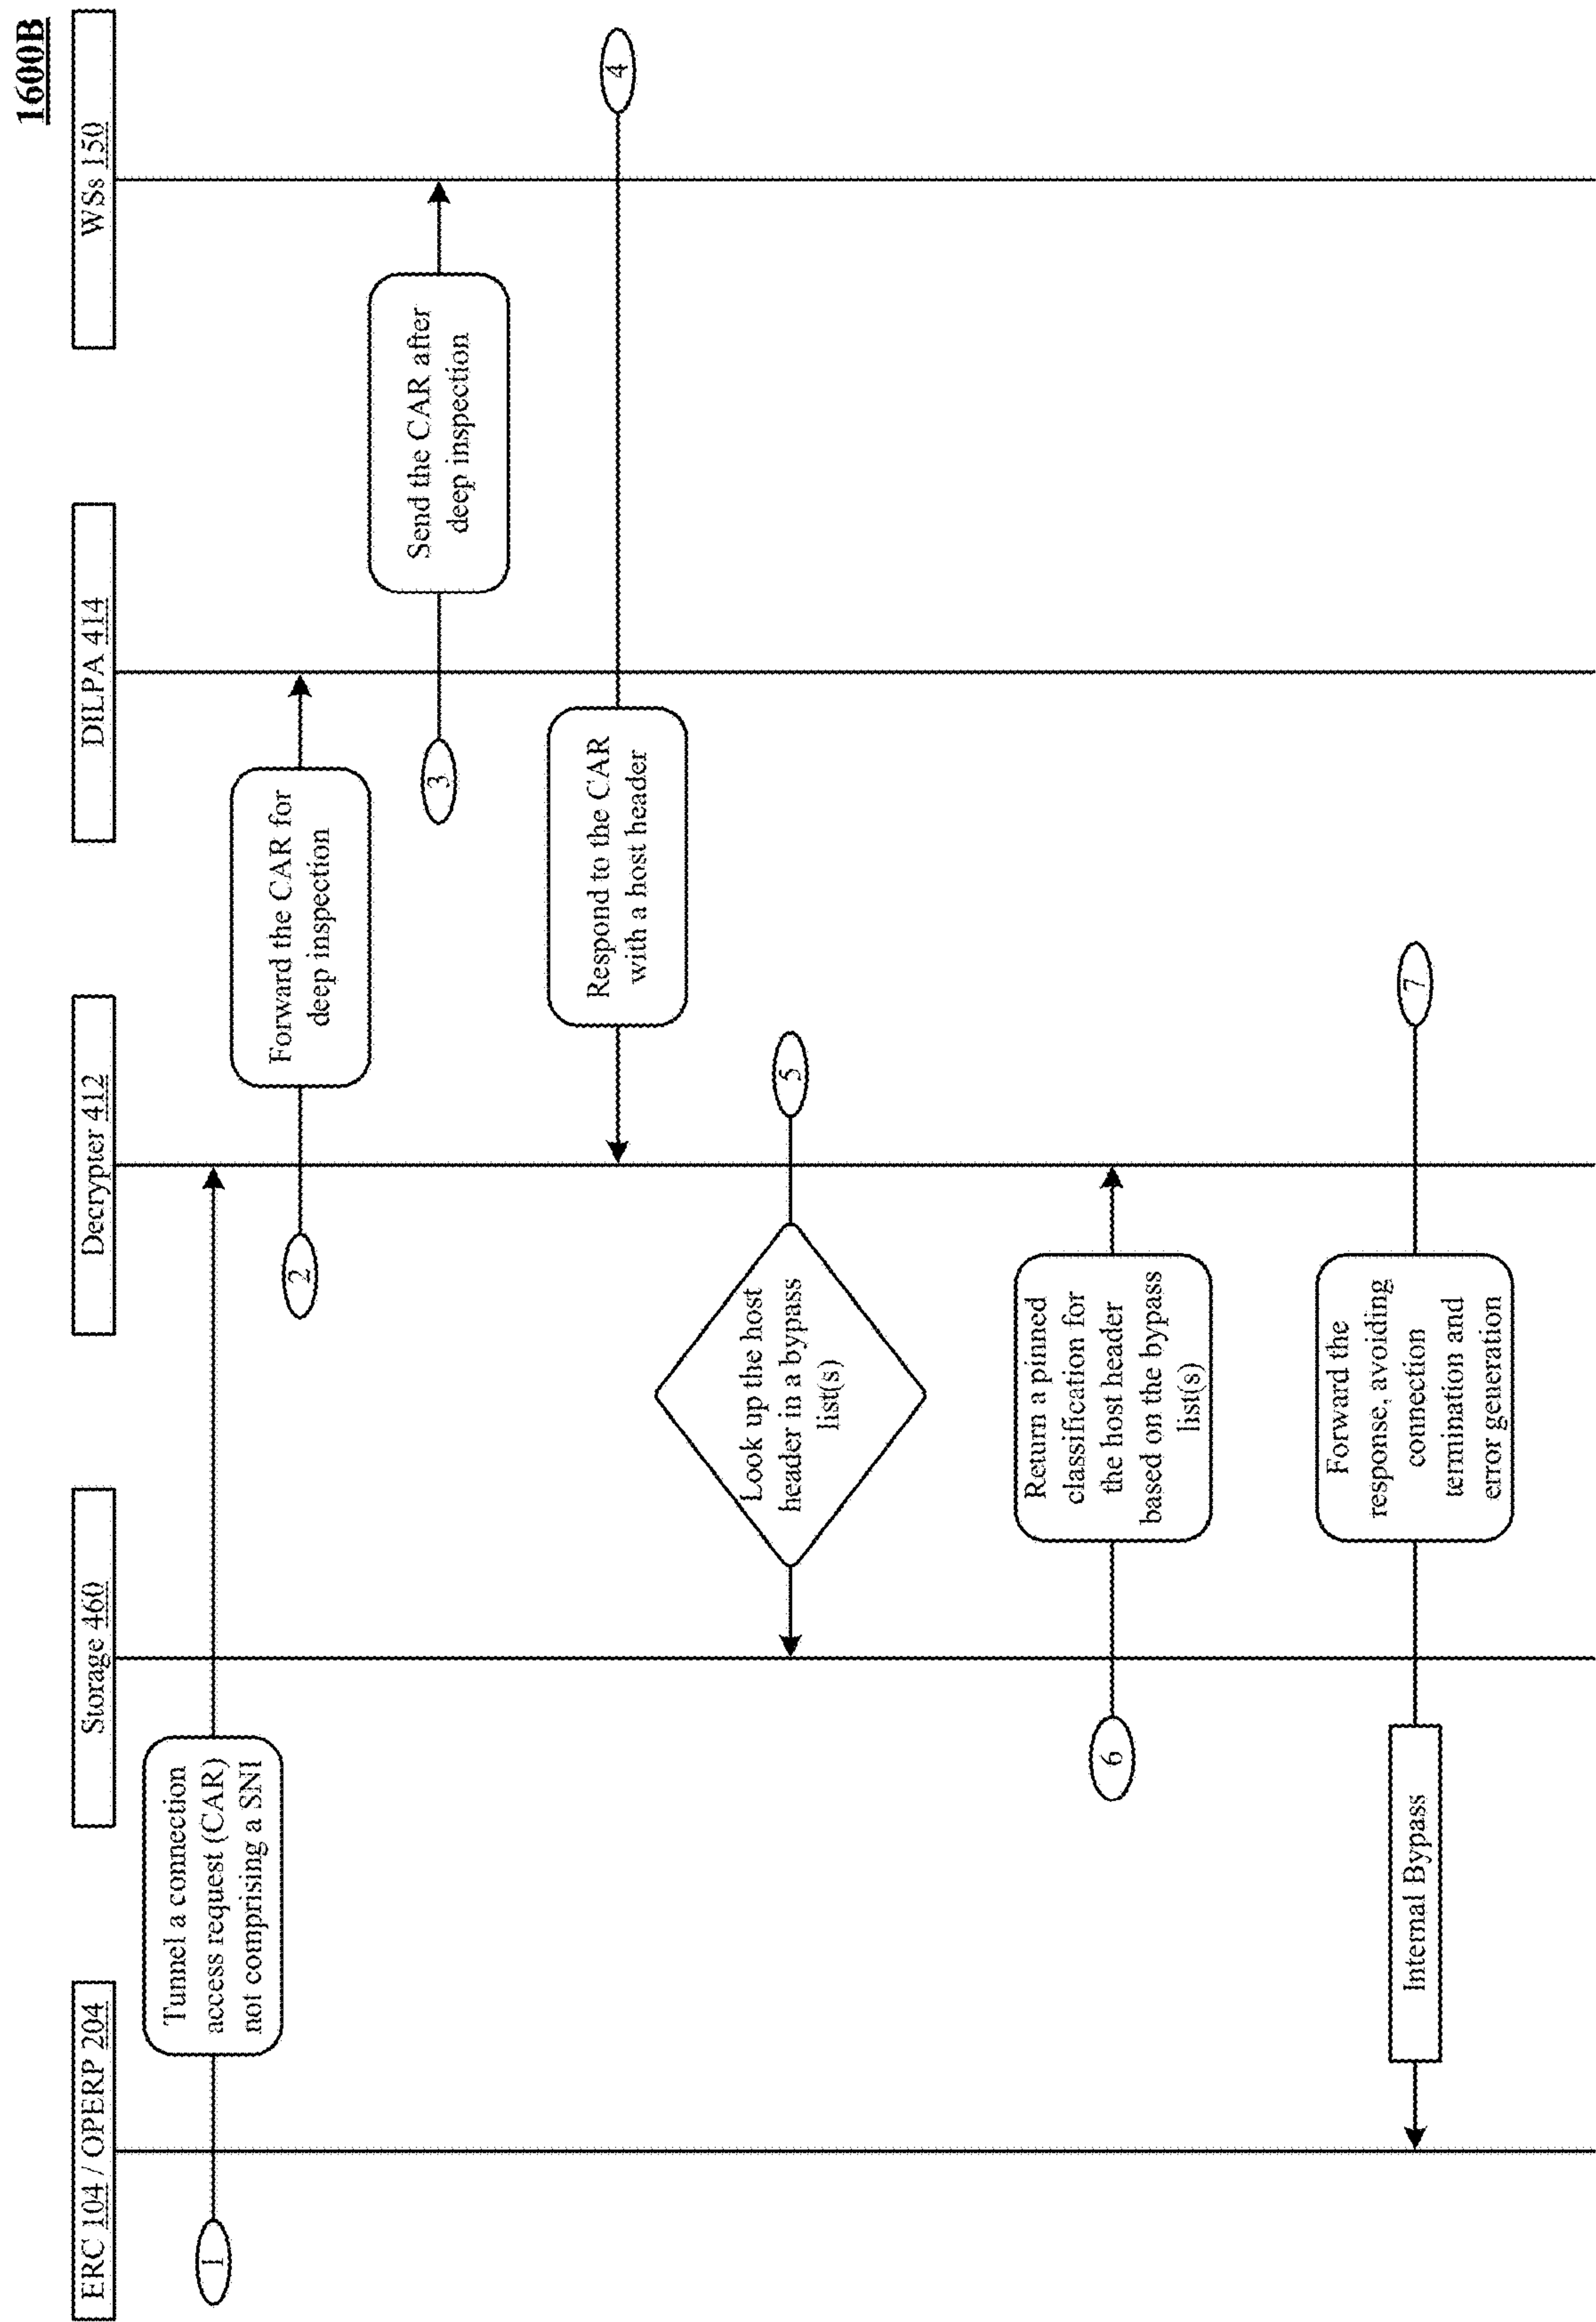 1600B
ERC 104 / OPERP 204
Storage 460
Decrypter 412
DILPA 414
WSs 150
1
Tunnel a connection
access request (CAR)
not comprising a SNI
2
Forward the CAR for
deep inspection
3
Send the CAR after
deep inspection
4
Respond to the CAR
with a host header
5
Look up the host
header in a bypass
list(s)
6
Return a pinned
classification for
the host header
based on the bypass
list(s)
7
Forward the
response, avoiding
connection
termination and
error generation
Internal Bypass